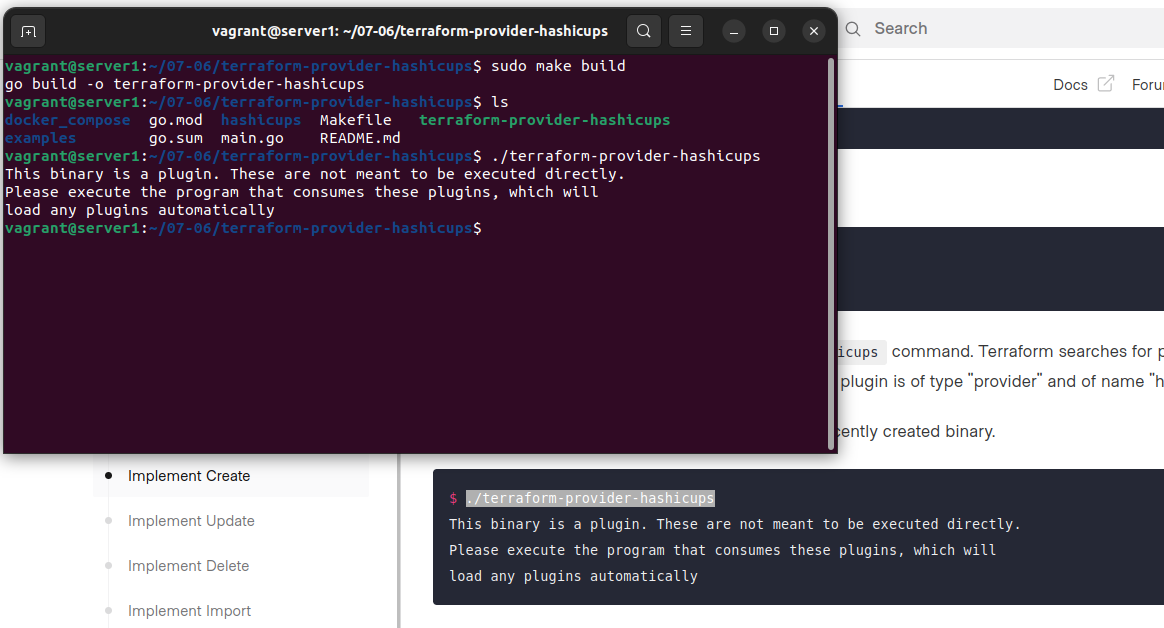 vagrant@server1: ~/07-06/terraform-provider-hashicups
Search
vagrant@server1:~/07-06/terraform-provider-hashicups$ sudo make build
go build -o terraform-provider-hashicups
vagrant@server1:~/07-06/terraform-provider-hashicups$ ls
docker_compose go.mod hashicups Makefile terraform-provider-hashicups
examples go.sum main.go README.md
vagrant@server1:~/07-06/terraform-provider-hashicups$ ./terraform-provider-hashicups
This binary is a plugin. These are not meant to be executed directly.
Please execute the program that consumes these plugins, which will
load any plugins automatically
vagrant@server1:~/07-06/terraform-provider-hashicups$
Docs Forum
icups command. Terraform searches for p
plugin is of type "provider" and of name "h
cently created binary.
Implement Create
Implement Update
Implement Delete
Implement Import
$ ./terraform-provider-hashicups
This binary is a plugin. These are not meant to be executed directly.
Please execute the program that consumes these plugins, which will
load any plugins automatically